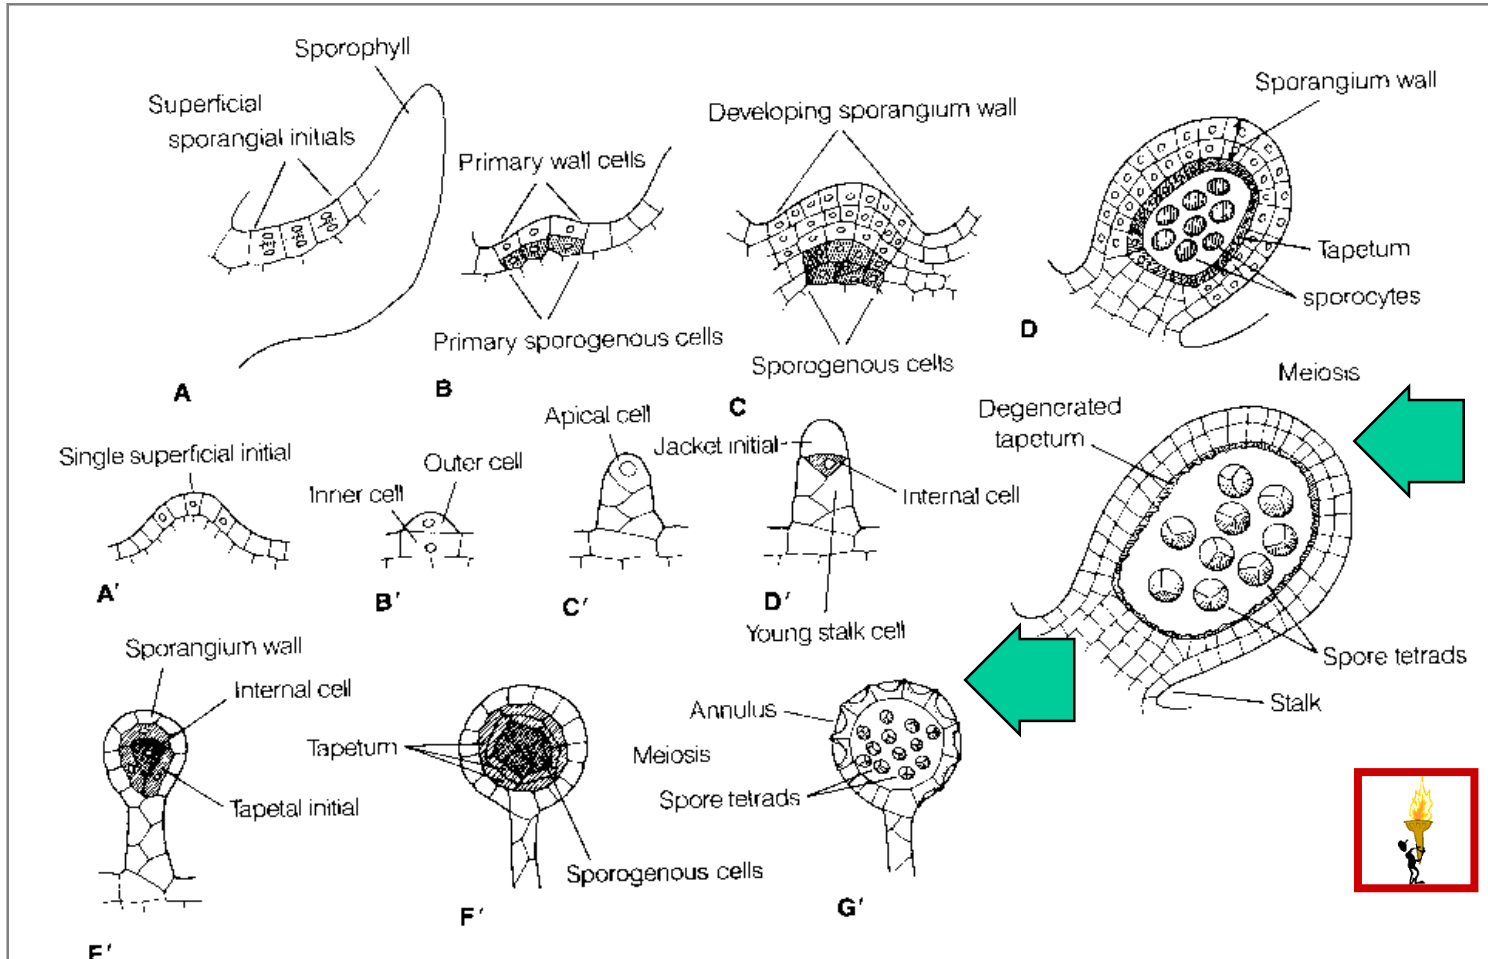 Sporophyll
Superficial
sporangial initials
A
Primary wall cells
Primary sporogenous cells
B
Developing sporangium wall
Sporogenous cells
C
Sporangium wall
Tapetum
sporocytes
D
Meiosis
Single superficial initial
A′
Outer cell
Inner cell
B′
Apical cell
C′
Jacket initial
Internal cell
D′
Young stalk cell
Degenerated
tapetum
Spore tetrads
Stalk
Sporangium wall
Internal cell
Tapetal initial
E′
Tapetum
Sporogenous cells
F′
Meiosis
Annulus
Spore tetrads
G′